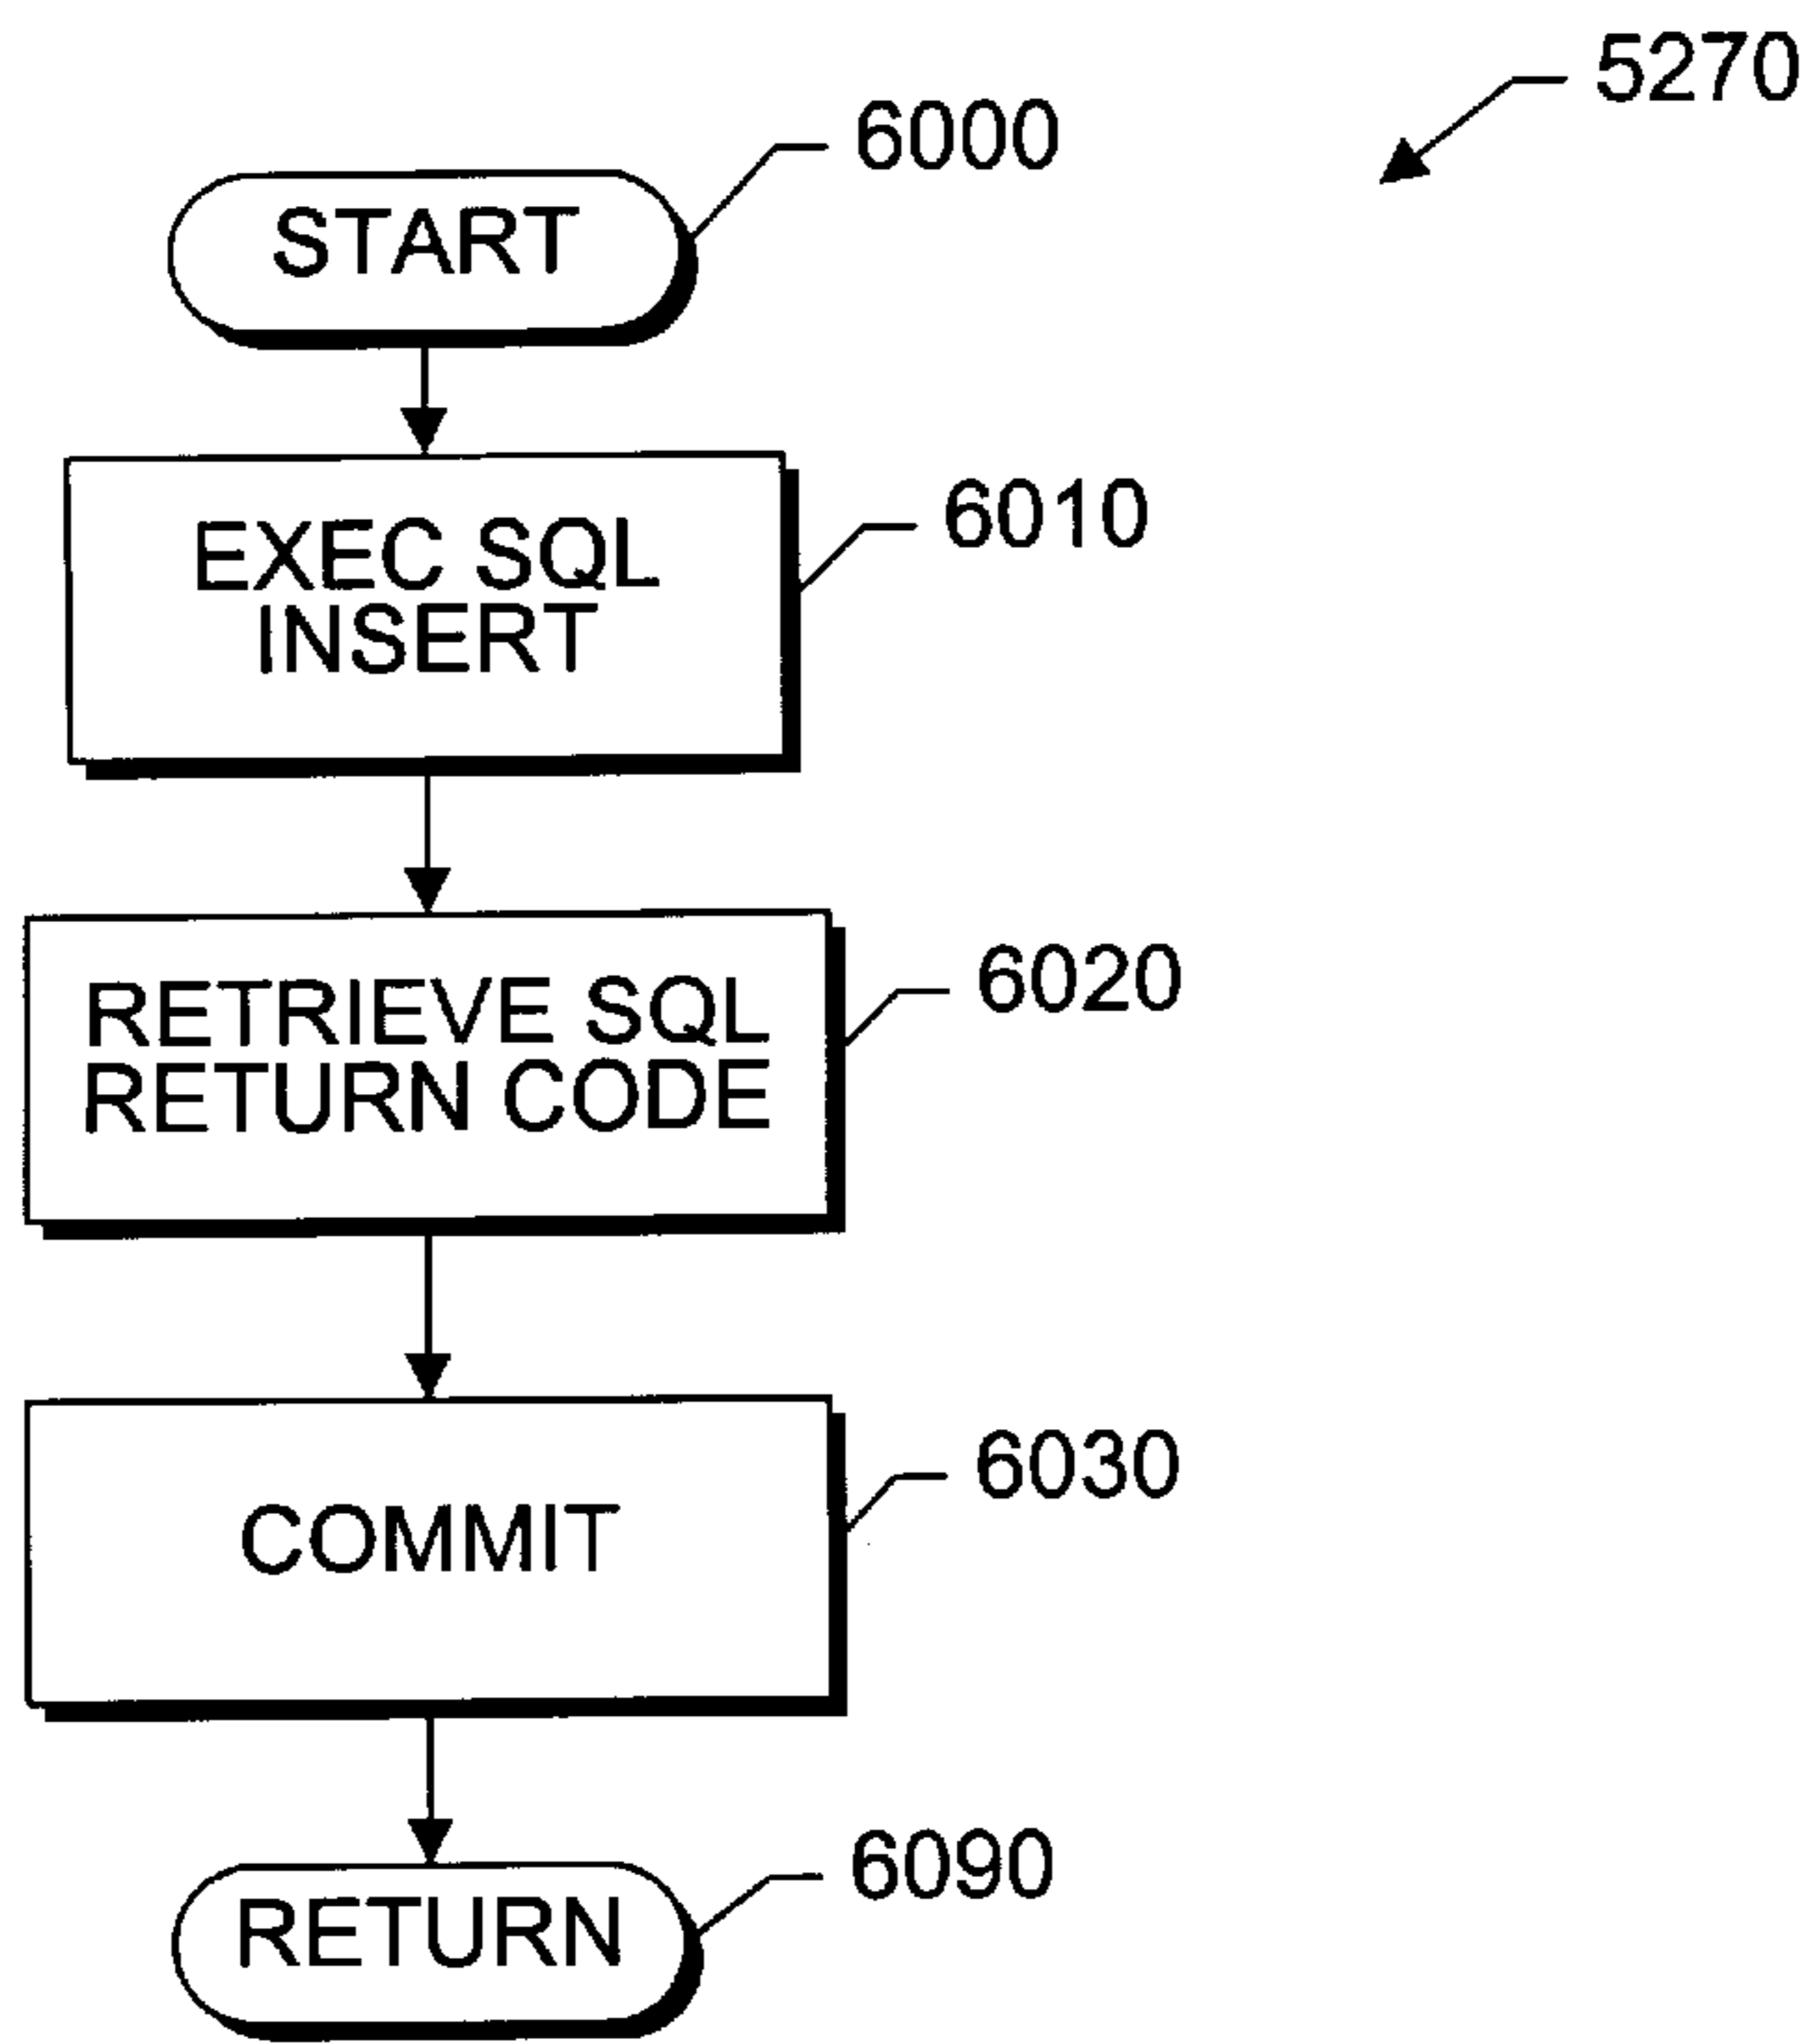 5270
6000
START
6010
EXEC SQL
INSERT
6020
RETRIEVE SQL
RETURN CODE
6030
COMMIT
6090
RETURN